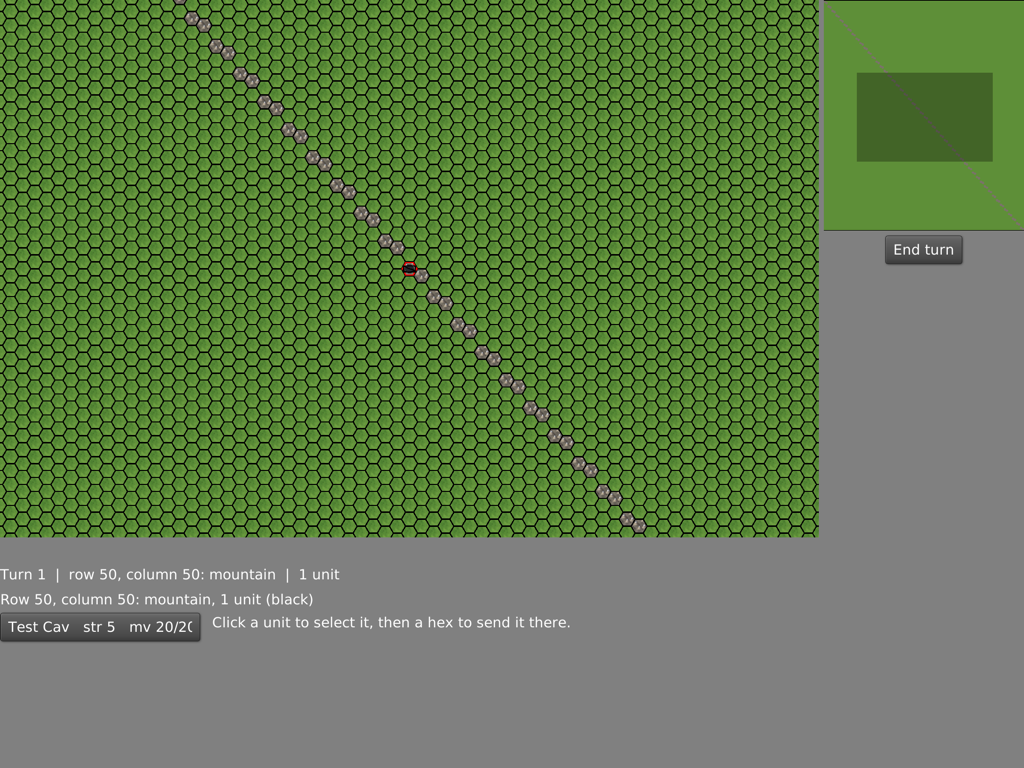 End turn
Turn 1 | row 50, column 50: mountain | 1 unit
Row 50, column 50: mountain, 1 unit (black)
Test Cav str 5 mv 20/20
Click a unit to select it, then a hex to send it there.